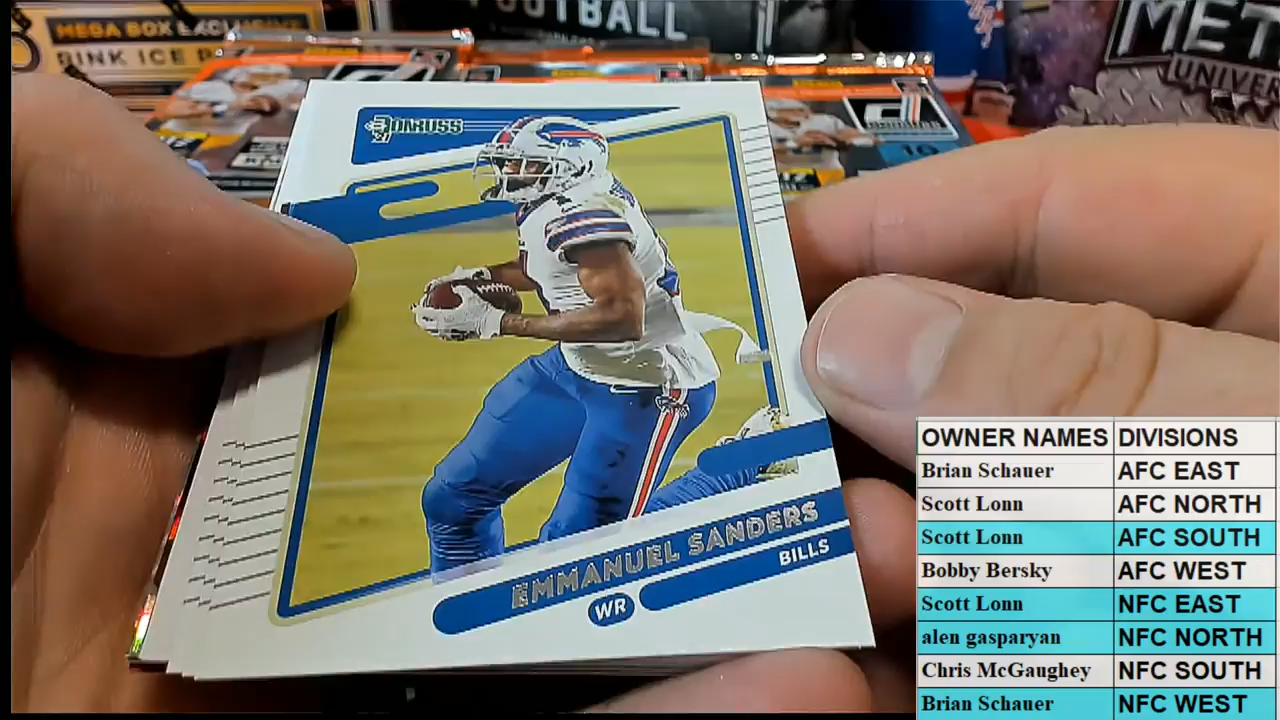 MEGA BOX EXCLUSIVE
PINK ICE
FOOTBALL
MET
UNIVER
DONRUSS
16
EMMANUEL SANDERS
WR
BILLS
OWNER NAMES DIVISIONS
Brian Schauer AFC EAST
Scott Lonn AFC NORTH
Scott Lonn AFC SOUTH
Bobby Bersky AFC WEST
Scott Lonn NFC EAST
alen gasparyan NFC NORTH
Chris McGaughey NFC SOUTH
Brian Schauer NFC WEST